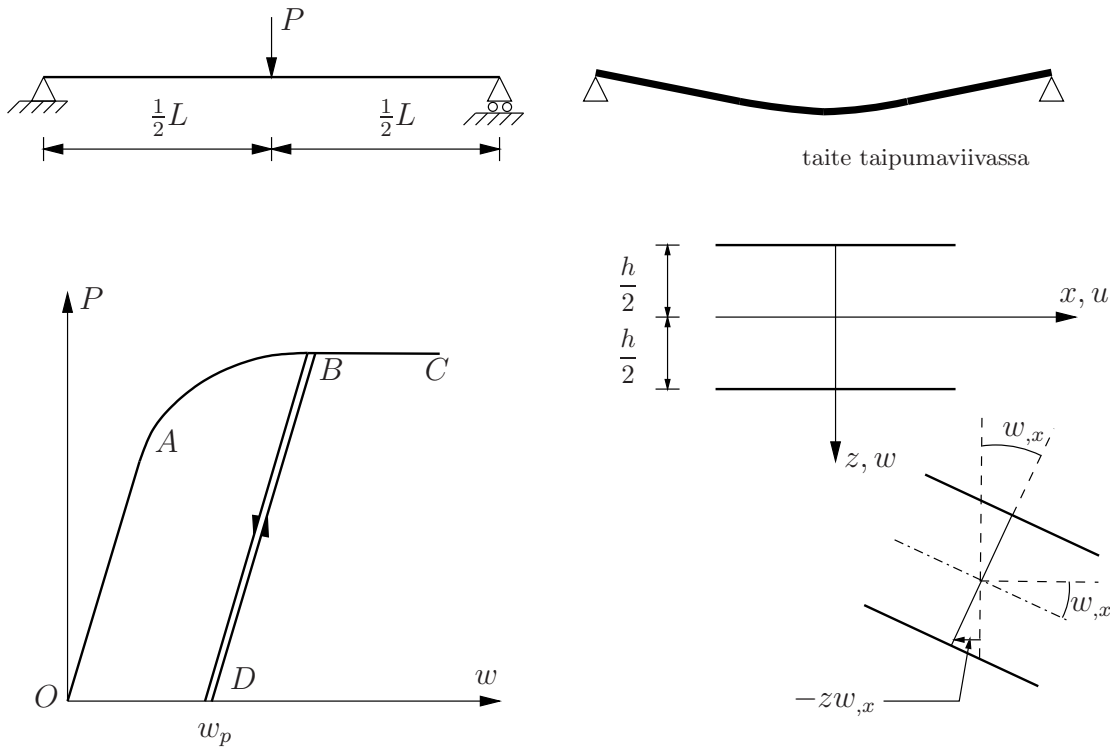 P
½L
½L
taite taipumaviivassa
P
A
B
C
O
D
w
w_p
h/2
h/2
x, u
z, w
w,x
w,x
−zw,x